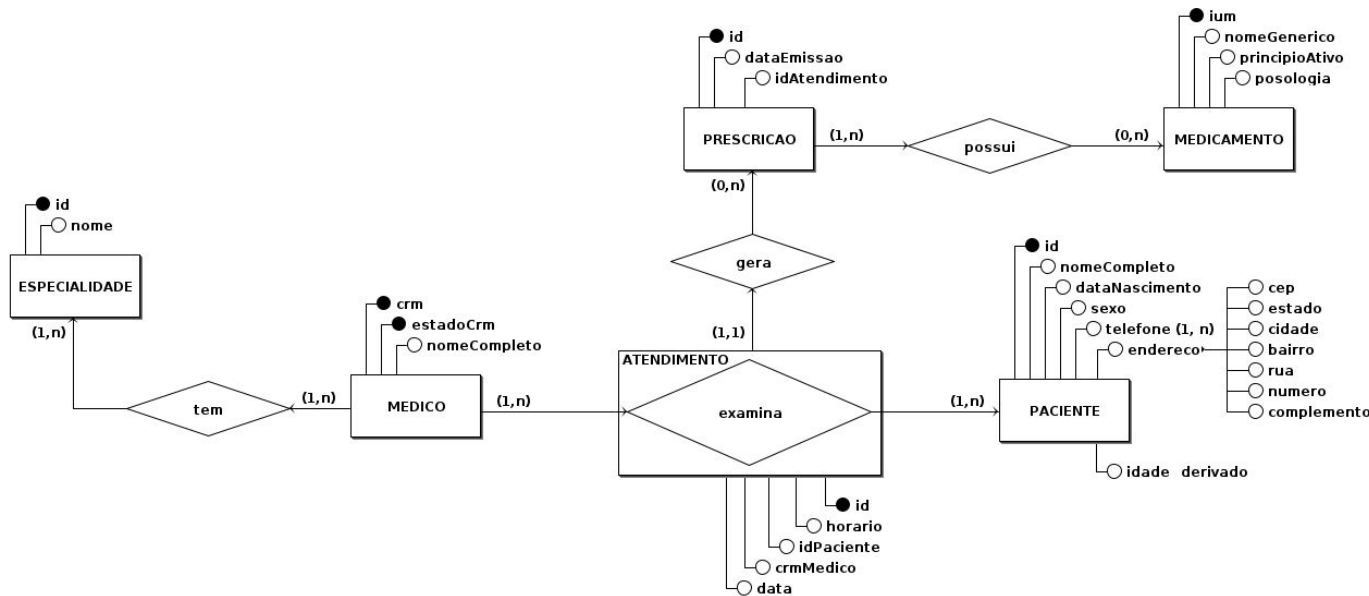 id
dataEmissao
idAtendimento
PRESCRICAO
(1,n)
possui
(0,n)
ium
nomeGenerico
principioAtivo
posologia
MEDICAMENTO
(0,n)
gera
(1,1)
id
nome
ESPECIALIDADE
(1,n)
tem
(1,n)
crm
estadoCrm
nomeCompleto
MEDICO
(1,n)
ATENDIMENTO
examina
(1,n)
id
horario
idPaciente
crmMedico
data
id
nomeCompleto
dataNascimento
sexo
telefone (1, n)
endereco
cep
estado
cidade
bairro
rua
numero
complemento
PACIENTE
idade derivado